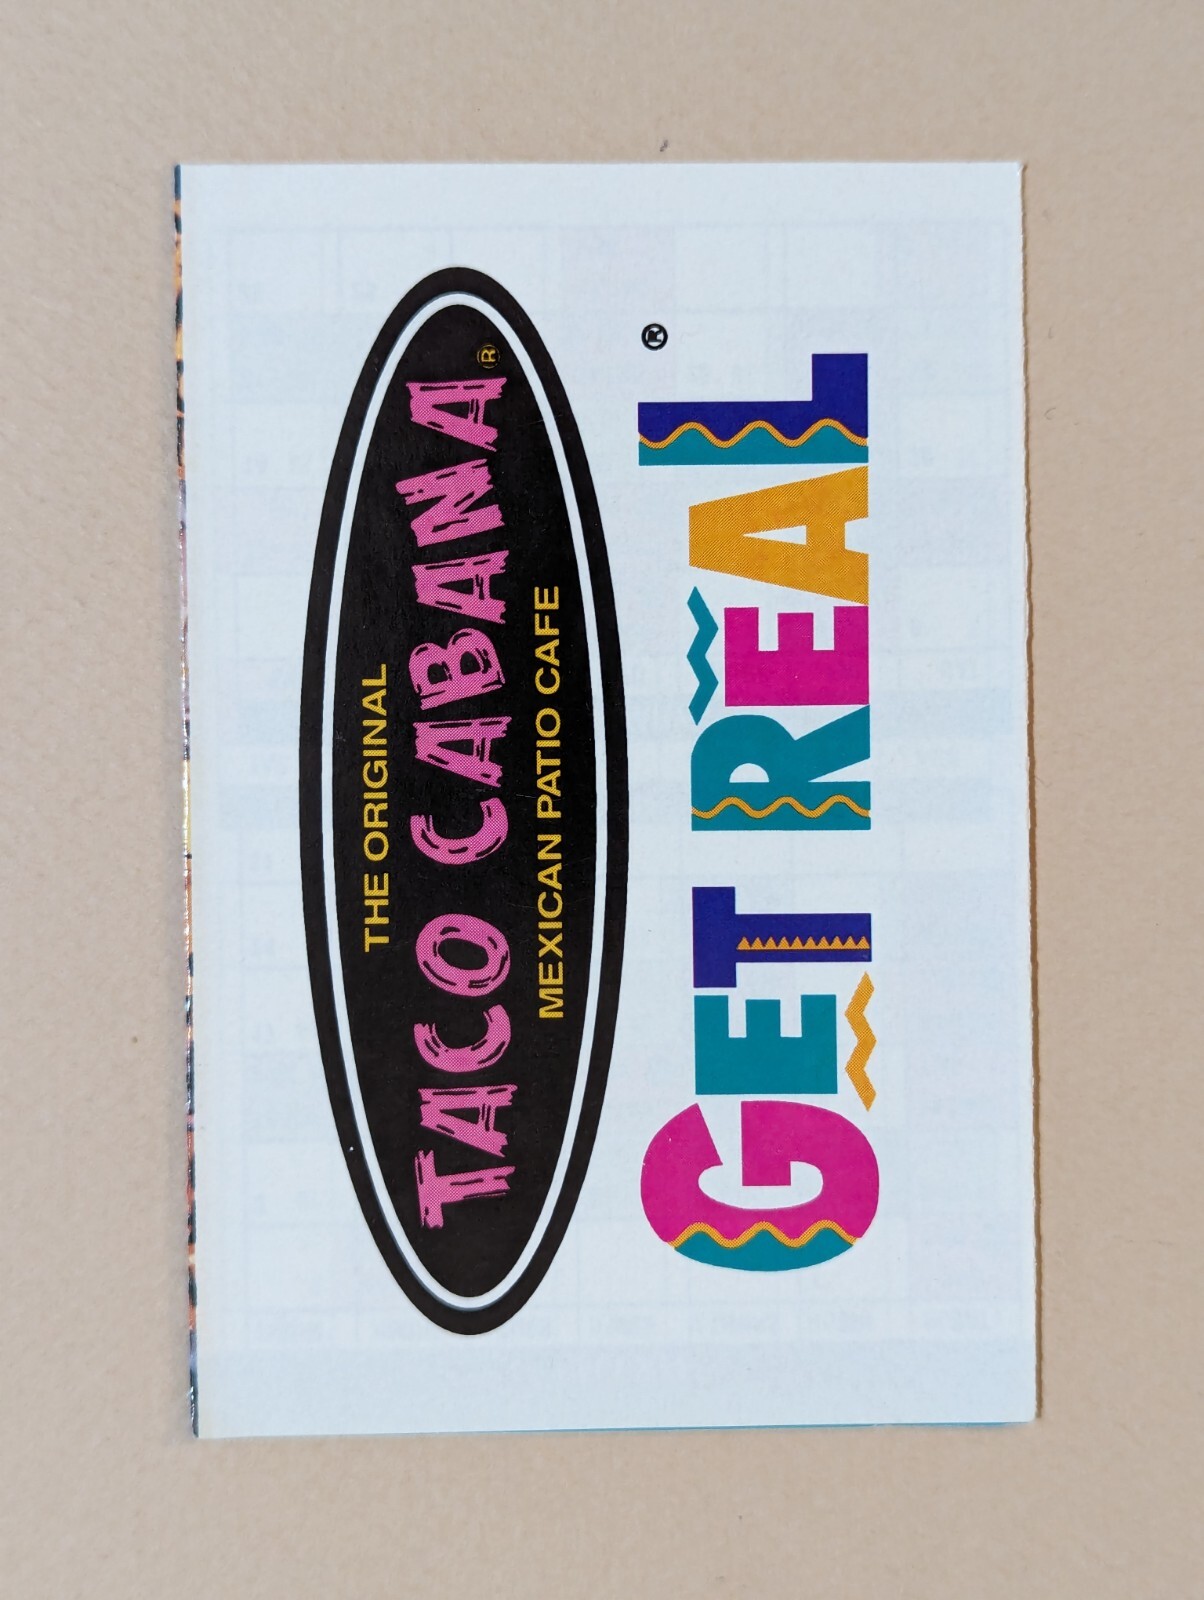 THE ORIGINAL
TACO CABANA®
MEXICAN PATIO CAFE
GET REAL®